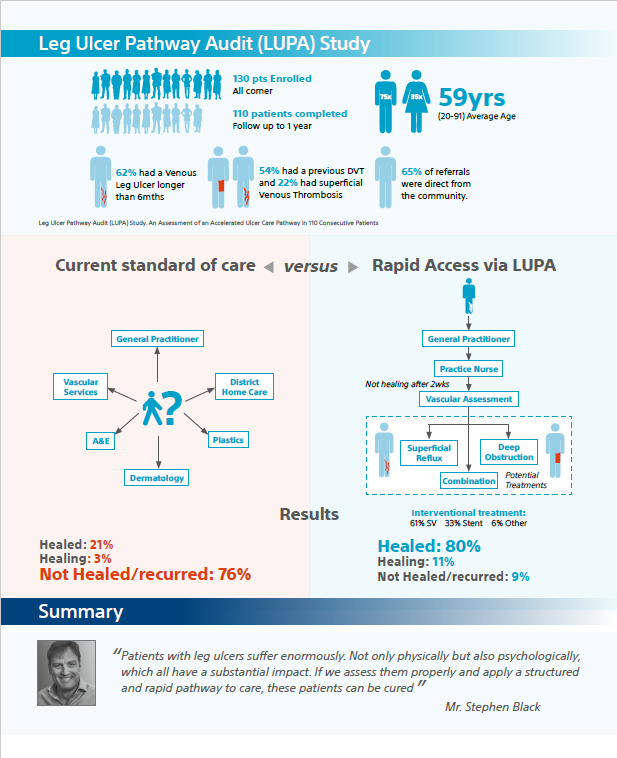 Leg Ulcer Pathway Audit (LUPA) Study
130 pts Enrolled
All comer
110 patients completed
Follow up to 1 year
75x
35x
59yrs
(20-91) Average Age
62% had a Venous
Leg Ulcer longer
than 6mths
54% had a previous DVT
and 22% had superficial
Venous Thrombosis
65% of referrals
were direct from
the community.
Leg Ulcer Pathway Audit (LUPA) Study. An Assessment of an Accelerated Ulcer Care Pathway in 110 Consecutive Patients
Current standard of care ◀ versus ▶ Rapid Access via LUPA
General Practitioner
Vascular
Services
District
Home Care
?
A&E
Plastics
Dermatology
General Practitioner
Practice Nurse
Not healing after 2wks
Vascular Assessment
Superficial
Reflux
Deep
Obstruction
Combination
Potential
Treatments
Results
Interventional treatment:
61% SV 33% Stent 6% Other
Healed: 21%
Healing: 3%
Not Healed/recurred: 76%
Healed: 80%
Healing: 11%
Not Healed/recurred: 9%
Summary
“Patients with leg ulcers suffer enormously. Not only physically but also psychologically,
which all have a substantial impact. If we assess them properly and apply a structured
and rapid pathway to care, these patients can be cured”
Mr. Stephen Black